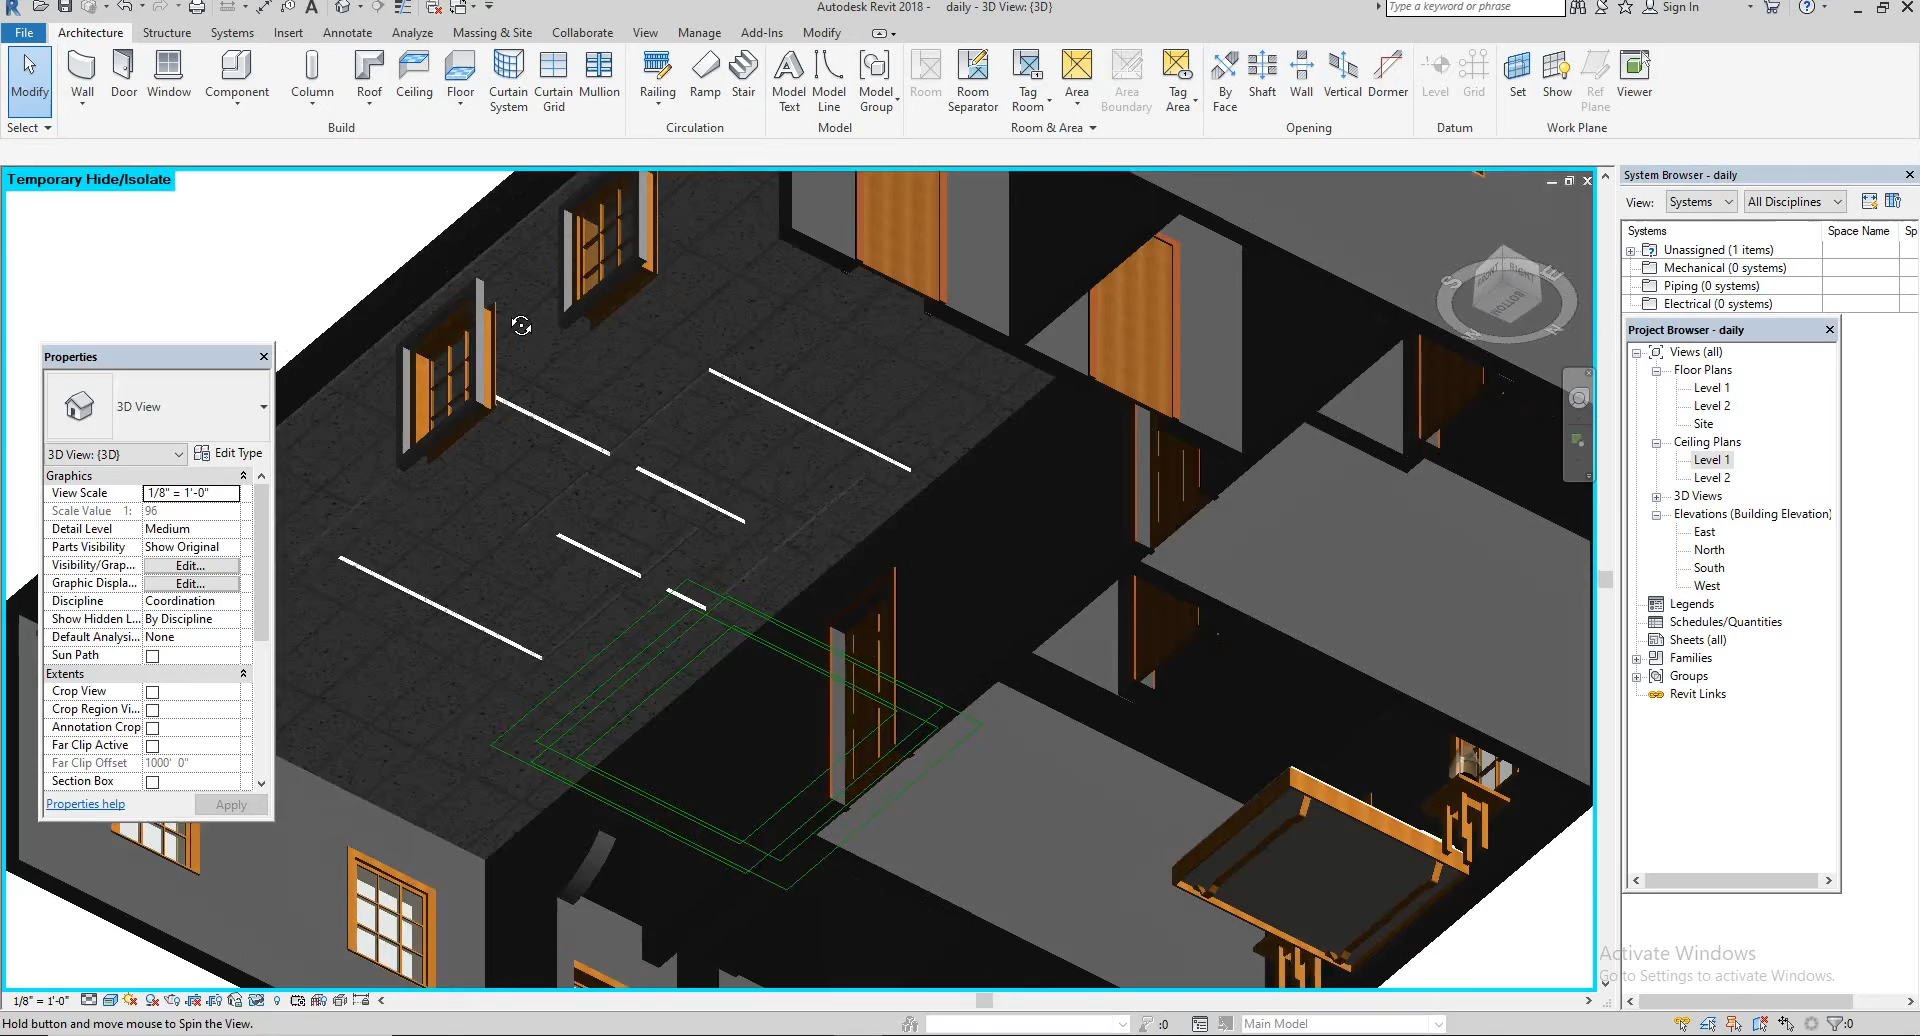 Autodesk Revit 2018 - daily - 3D View: {3D}
Type a keyword or phrase
Sign In
File Architecture Structure Systems Insert Annotate Analyze Massing & Site Collaborate View Manage Add-Ins Modify
Modify Wall Door Window Component Column Roof Ceiling Floor Curtain System Curtain Grid Mullion Railing Ramp Stair Model Text Model Line Model Group Room Room Separator Tag Room Area Area Boundary Tag Area By Face Shaft Wall Vertical Dormer Level Grid Set Show Ref Plane Viewer
Select Build Circulation Model Room & Area Opening Datum Work Plane
Temporary Hide/Isolate
FRONT RIGHT
BOTTOM
S E
N
Properties
3D View
3D View: {3D} Edit Type
Graphics
View Scale 1/8" = 1'-0"
Scale Value 1: 96
Detail Level Medium
Parts Visibility Show Original
Visibility/Grap... Edit...
Graphic Displa... Edit...
Discipline Coordination
Show Hidden L... By Discipline
Default Analysi... None
Sun Path
Extents
Crop View
Crop Region Vi...
Annotation Crop
Far Clip Active
Far Clip Offset 1000' 0"
Section Box
Properties help Apply
System Browser - daily
View: Systems All Disciplines
Systems Space Name Sp
Unassigned (1 items)
Mechanical (0 systems)
Piping (0 systems)
Electrical (0 systems)
Project Browser - daily
Views (all)
Floor Plans
Level 1
Level 2
Site
Ceiling Plans
Level 1
Level 2
3D Views
Elevations (Building Elevation)
East
North
South
West
Legends
Schedules/Quantities
Sheets (all)
Families
Groups
Revit Links
Activate Windows
Go to Settings to activate Windows.
1/8" = 1'-0"
Hold button and move mouse to Spin the View.
:0
Main Model
:0